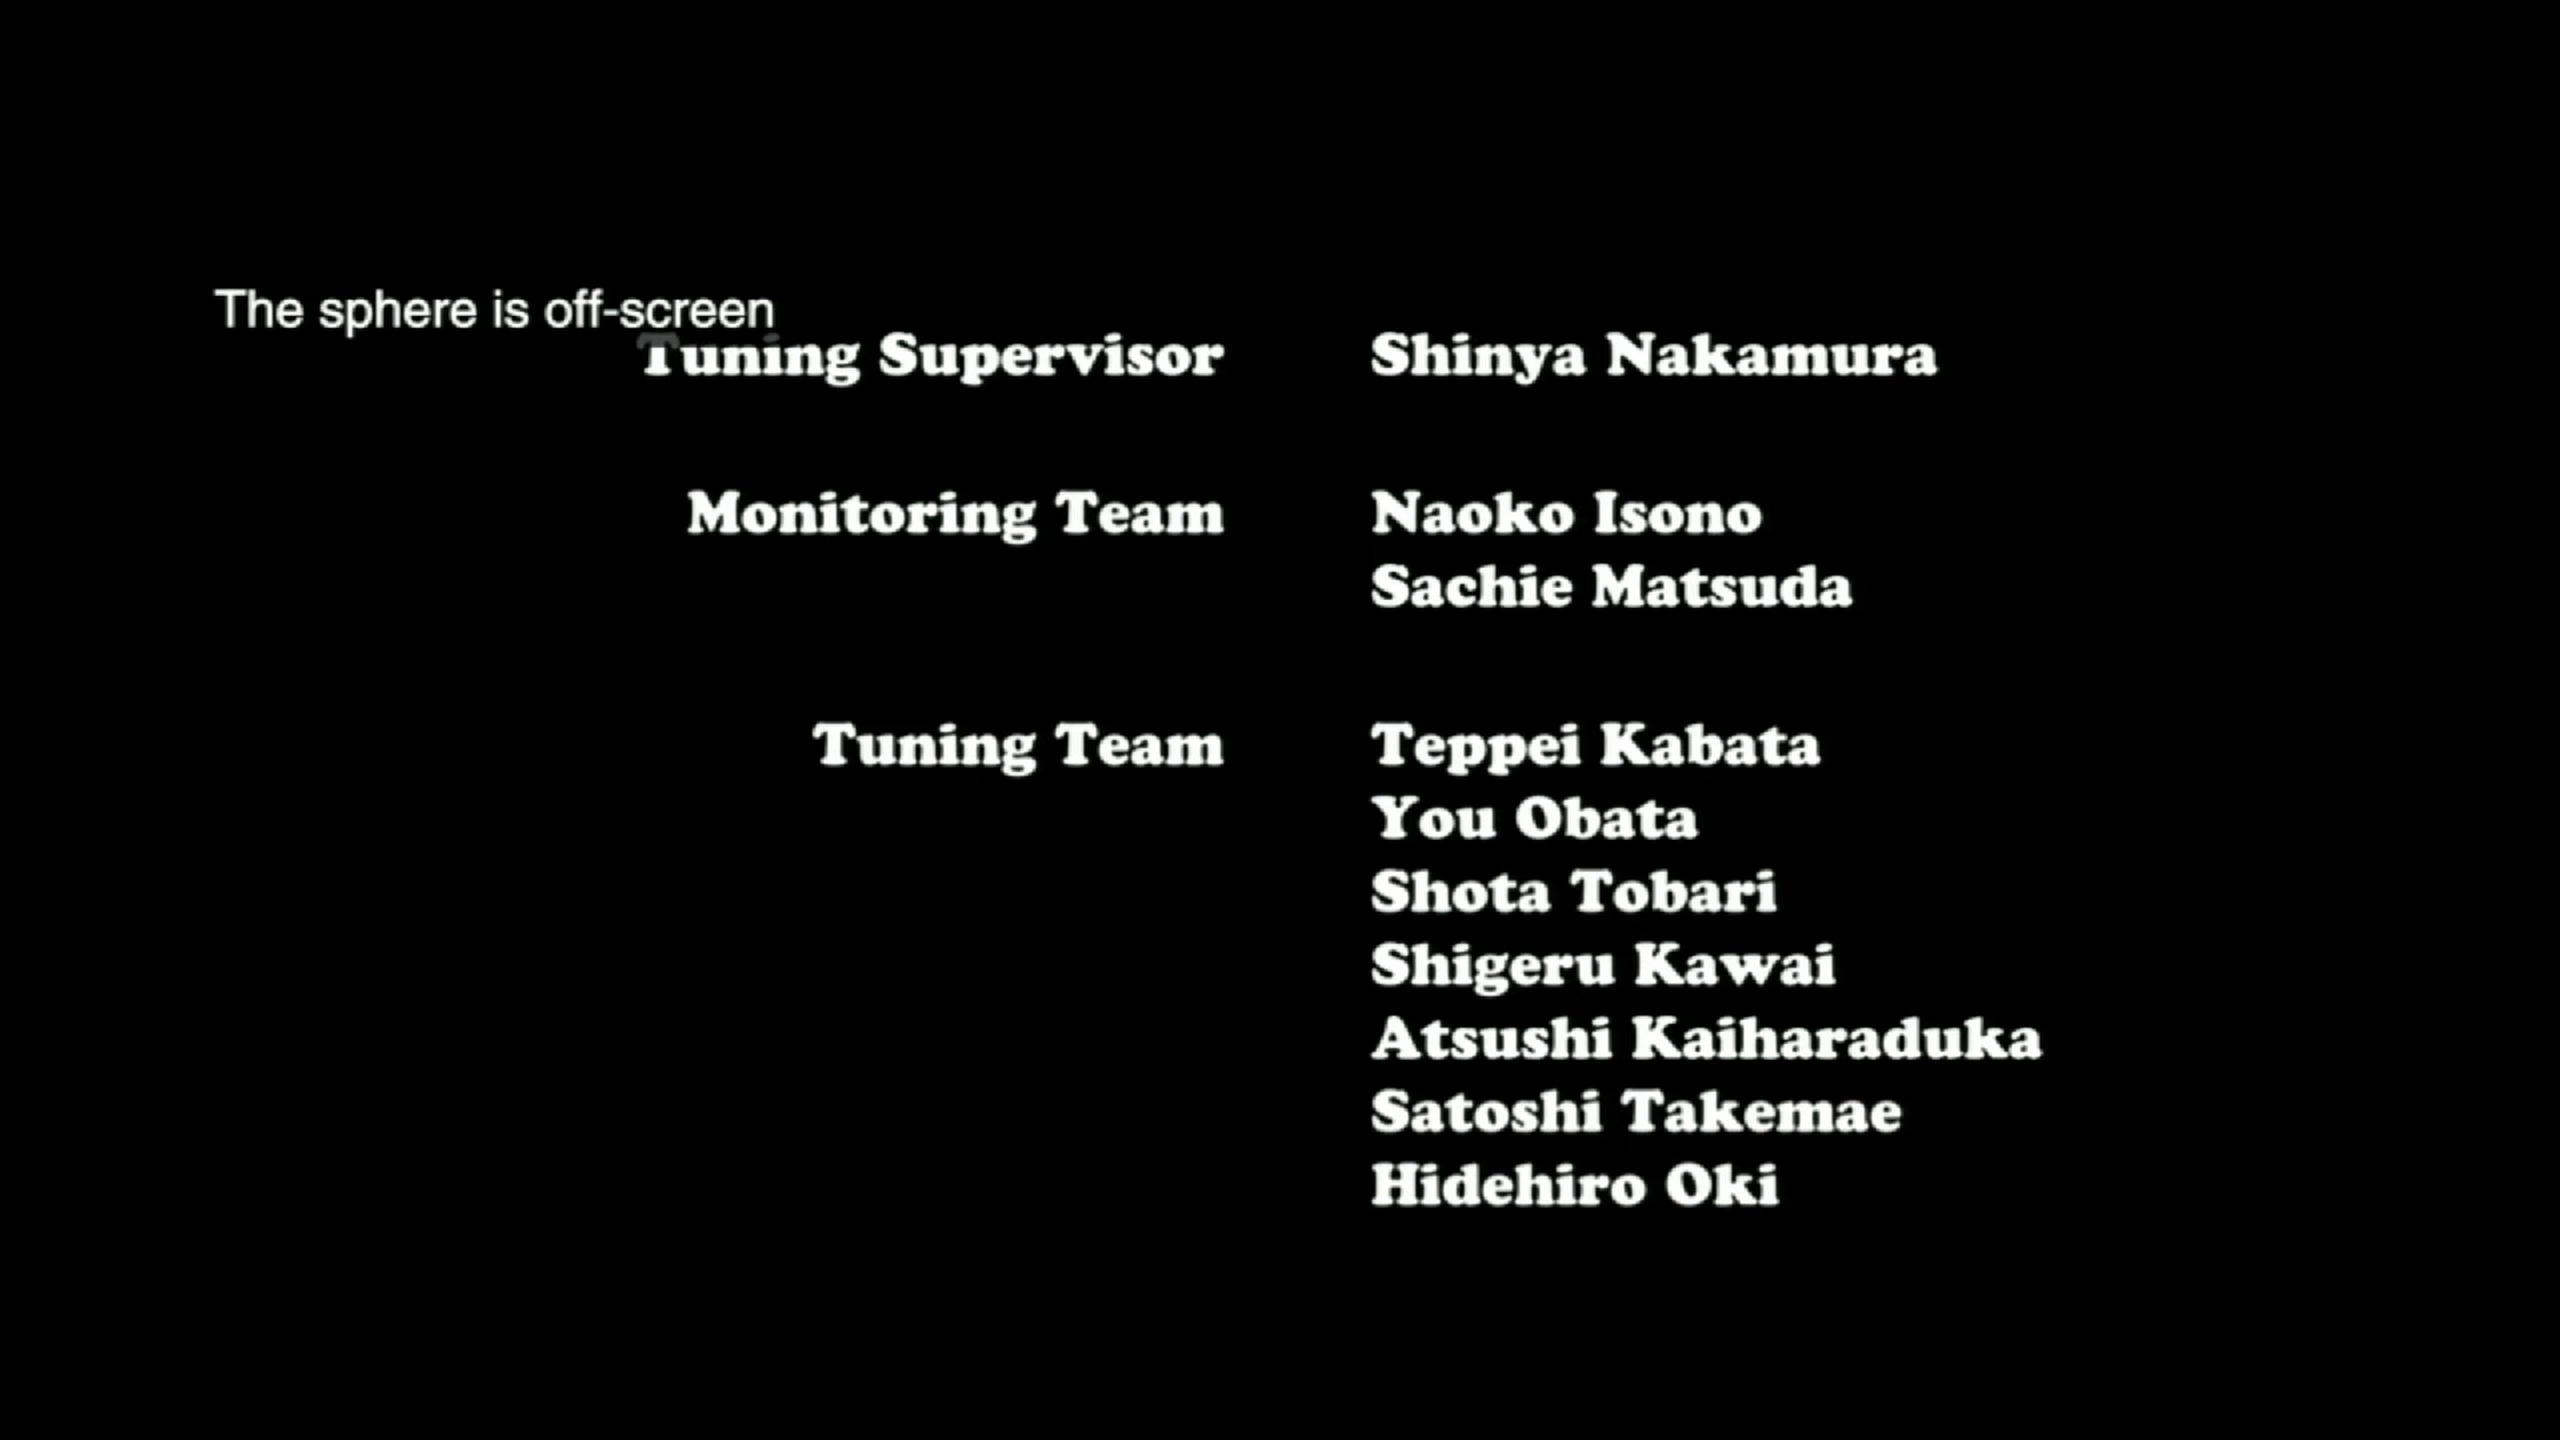 The sphere is off-screen
Tuning Supervisor Shinya Nakamura
Monitoring Team Naoko Isono
Sachie Matsuda
Tuning Team Teppei Kabata
You Obata
Shota Tobari
Shigeru Kawai
Atsushi Kaiharaduka
Satoshi Takemae
Hidehiro Oki